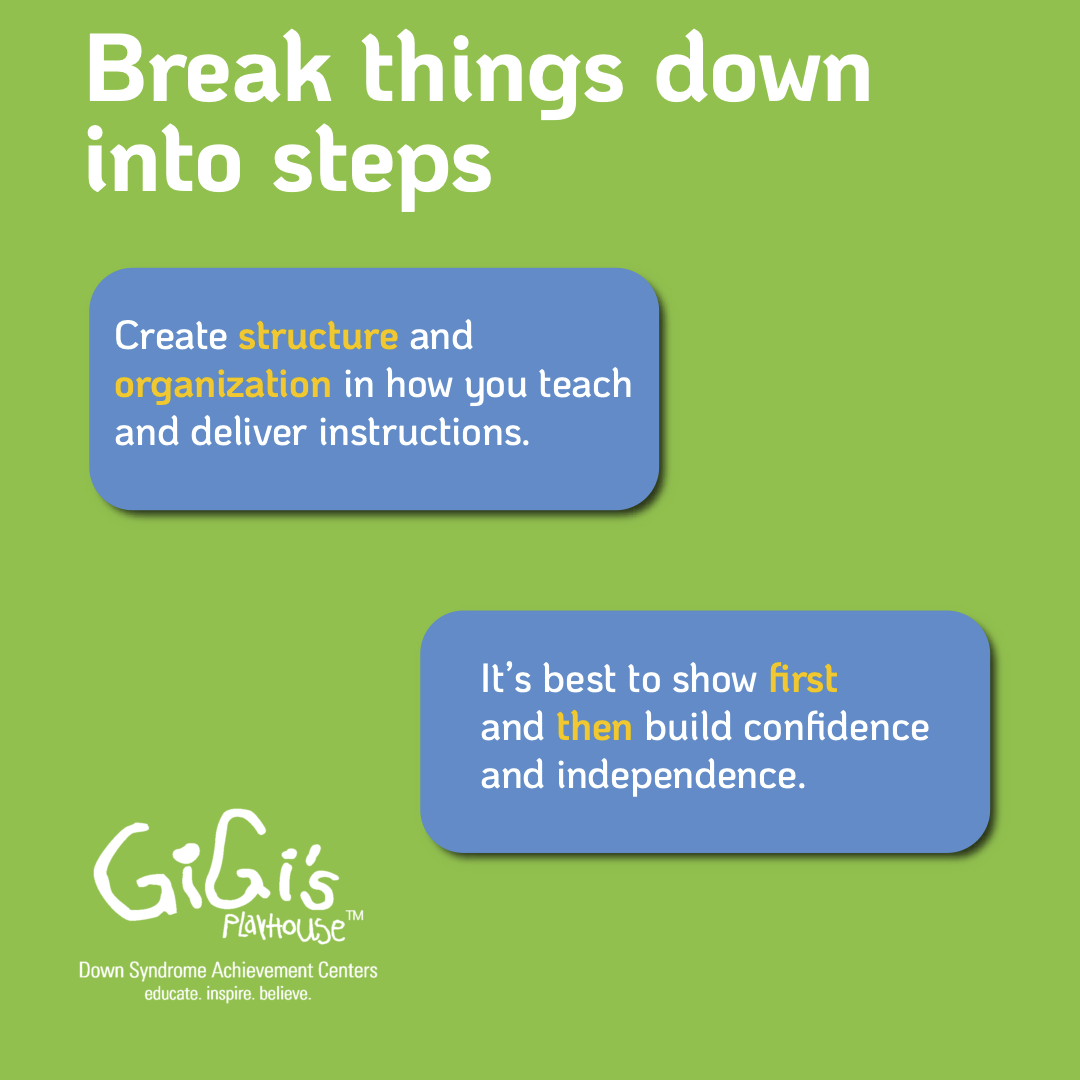 Break things down
into steps
Create structure and
organization in how you teach
and deliver instructions.
It’s best to show first
and then build confidence
and independence.
GiGi's
PLAYHOUSE™
Down Syndrome Achievement Centers
educate. inspire. believe.